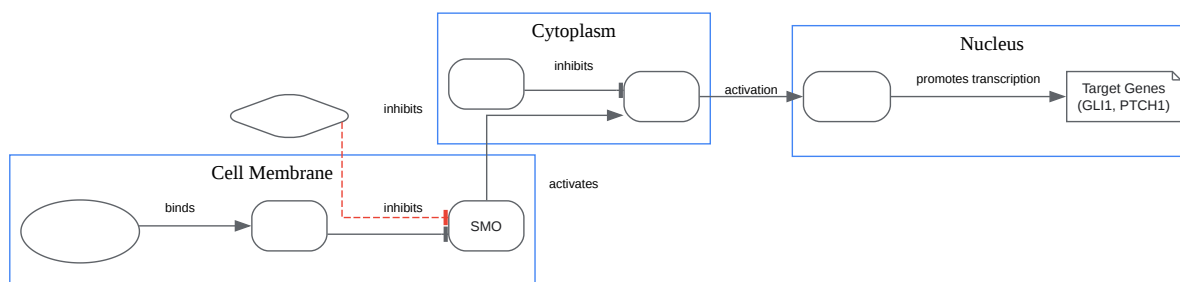 Cytoplasm
Nucleus
inhibits
inhibits
activation
promotes transcription
Target Genes
(GLI1, PTCH1)
Cell Membrane
activates
binds
inhibits
SMO